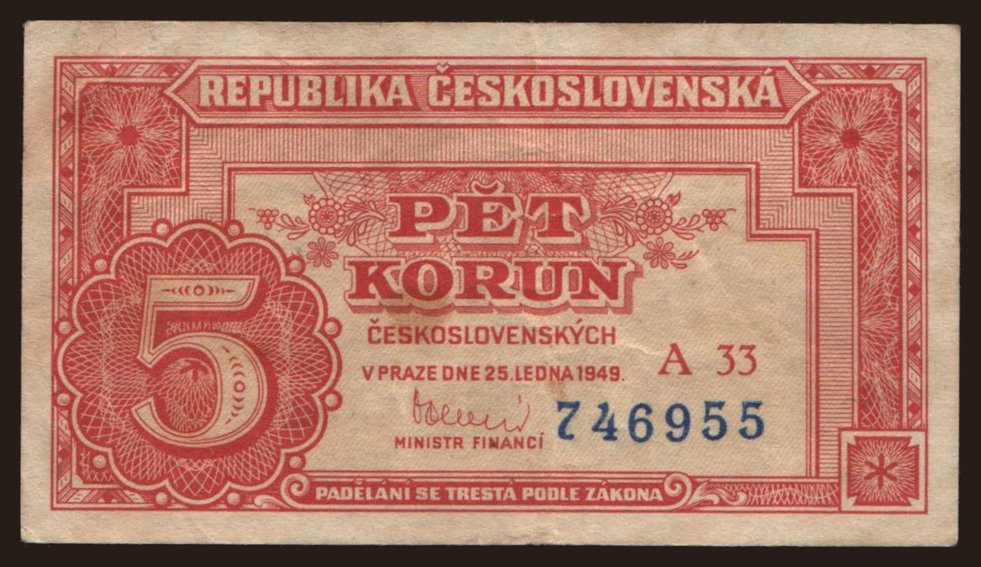 REPUBLIKA ČESKOSLOVENSKÁ
PĚT
KORUN
5
ČESKOSLOVENSKÝCH
V PRAZE DNE 25. LEDNA 1949.
A 33
746955
MINISTR FINANCÍ
PADĚLÁNÍ SE TRESTÁ PODLE ZÁKONA